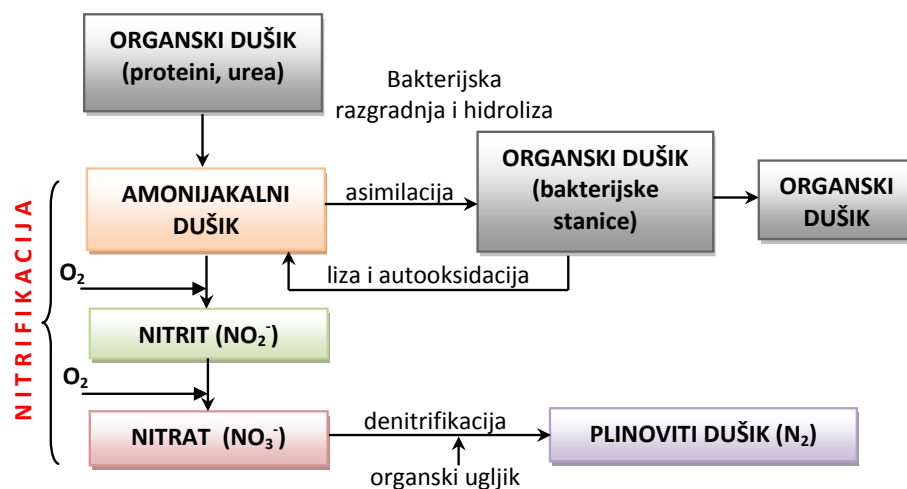 ORGANSKI DUŠIK
(proteini, urea)
Bakterijska
razgradnja i hidroliza
AMONIJAKALNI
DUŠIK
asimilacija
ORGANSKI DUŠIK
(bakterijske
stanice)
ORGANSKI
DUŠIK
liza i autooksidacija
O₂
NITRIT (NO₂⁻)
O₂
NITRAT (NO₃⁻)
denitrifikacija
organski ugljik
PLINOVITI DUŠIK (N₂)
NITRIFIKACIJA